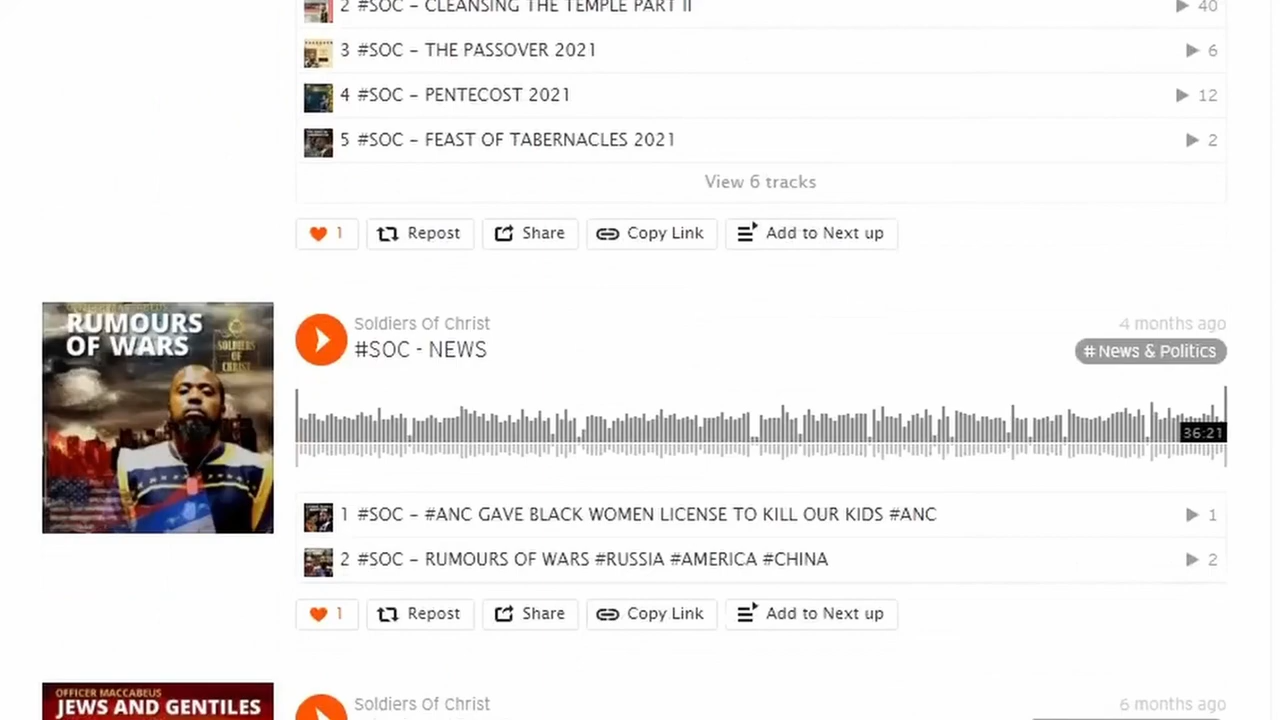 2 #SOC – CLEANSING THE TEMPLE PART II 40
3 #SOC – THE PASSOVER 2021 6
4 #SOC – PENTECOST 2021 12
5 #SOC – FEAST OF TABERNACLES 2021 2
View 6 tracks
1 Repost Share Copy Link Add to Next up
RUMOURS
OF WARS
SOLDIERS
OF
CHRIST
Soldiers Of Christ 4 months ago
#SOC - NEWS # News & Politics
36:21
1 #SOC – #ANC GAVE BLACK WOMEN LICENSE TO KILL OUR KIDS #ANC 1
2 #SOC – RUMOURS OF WARS #RUSSIA #AMERICA #CHINA 2
1 Repost Share Copy Link Add to Next up
OFFICER MACCABEUS
JEWS AND GENTILES
Soldiers Of Christ 6 months ago